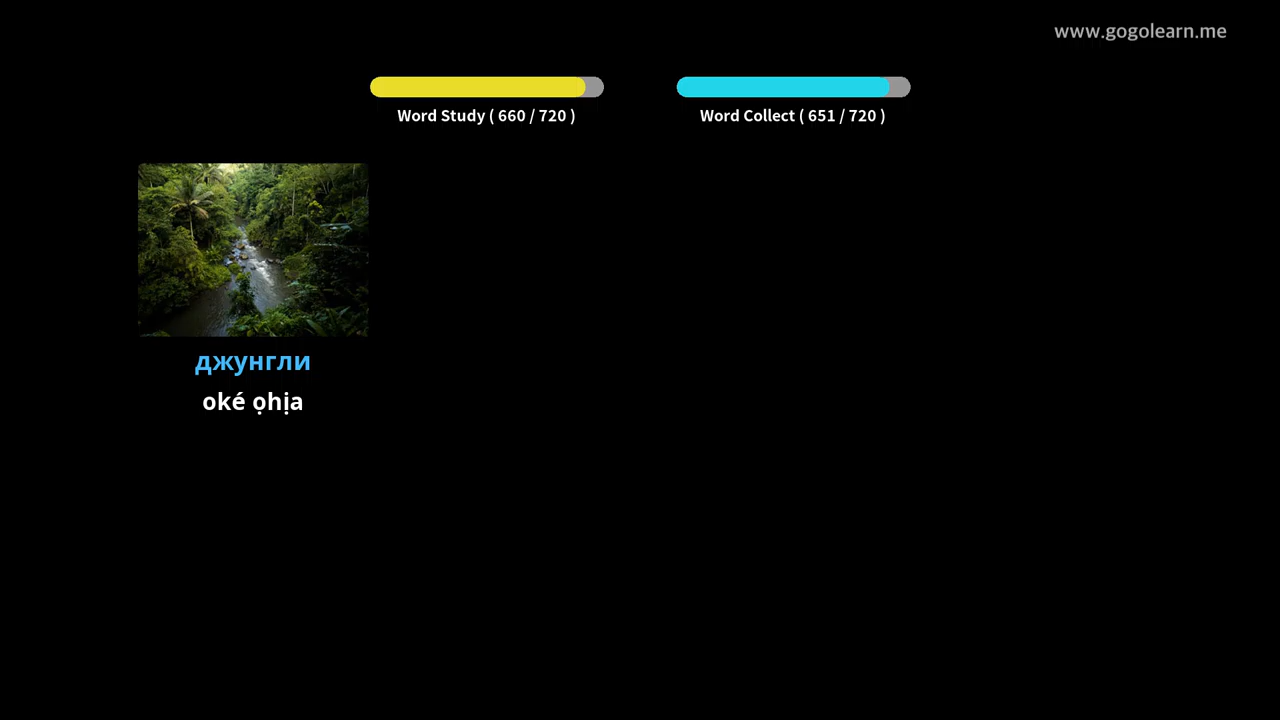 www.gogolearn.me
Word Study ( 660 / 720 )
Word Collect ( 651 / 720 )
джунгли
oké ọhịa